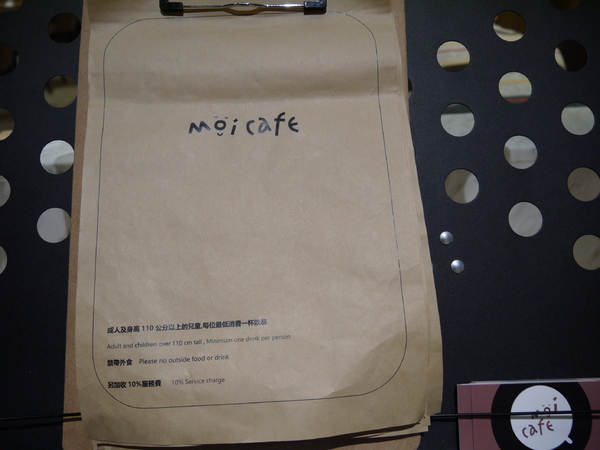 möi cafe
成人及身高 110 公分以上的兒童,每位最低消費一杯飲品
Adult and children over 110 cm tall , Minimum one drink per person
禁帶外食 Please no outside food or drink
另加收 10%服務費 10% Service charge
moi
cafe